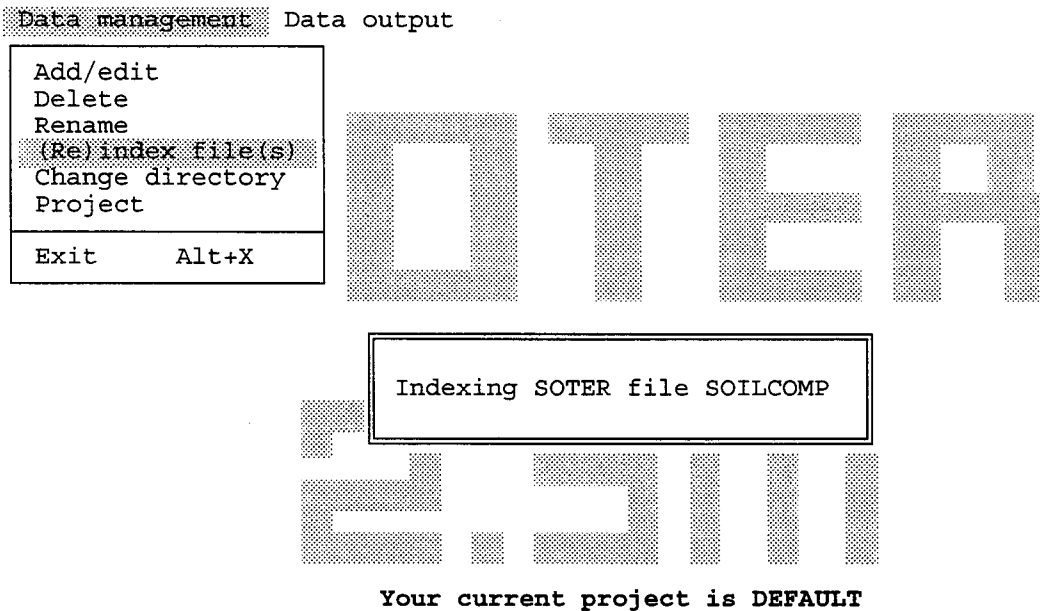 Data management Data output
Add/edit
Delete
Rename
(Re)index file(s)
Change directory
Project
Exit Alt+X
OTER
Indexing SOTER file SOILCOMP
Your current project is DEFAULT